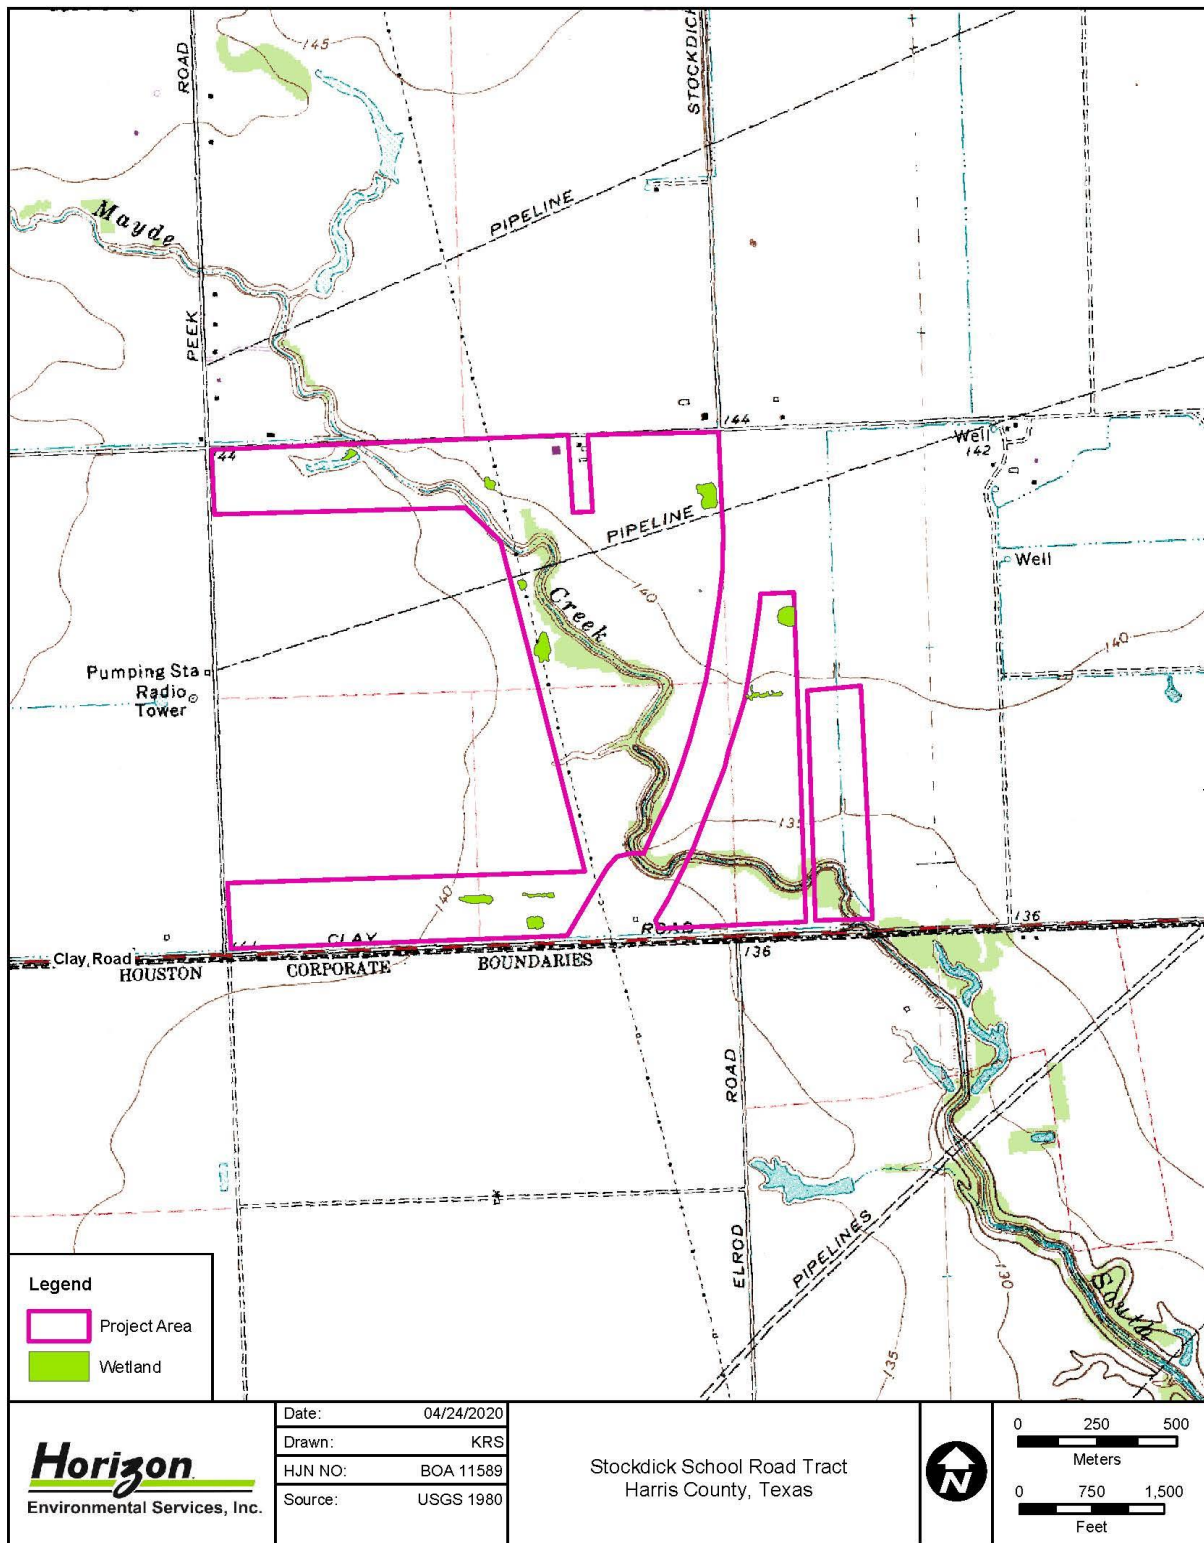 145
ROAD
STOCKDICK
Mayde
PIPELINE
PEEK
144
44
Well
142
PIPELINE
Well
Creek
140
140
Pumping Sta
Radio
Tower
135
140
CLAY
ROAD
136
Clay Road
HOUSTON CORPORATE BOUNDARIES
136
ROAD
ELROD
PIPELINES
130
South
135
Legend
Project Area
Wetland
Horizon
Environmental Services, Inc.
Date: 04/24/2020
Drawn: KRS
HJN NO: BOA 11589
Source: USGS 1980
Stockdick School Road Tract
Harris County, Texas
N
0 250 500
Meters
0 750 1,500
Feet